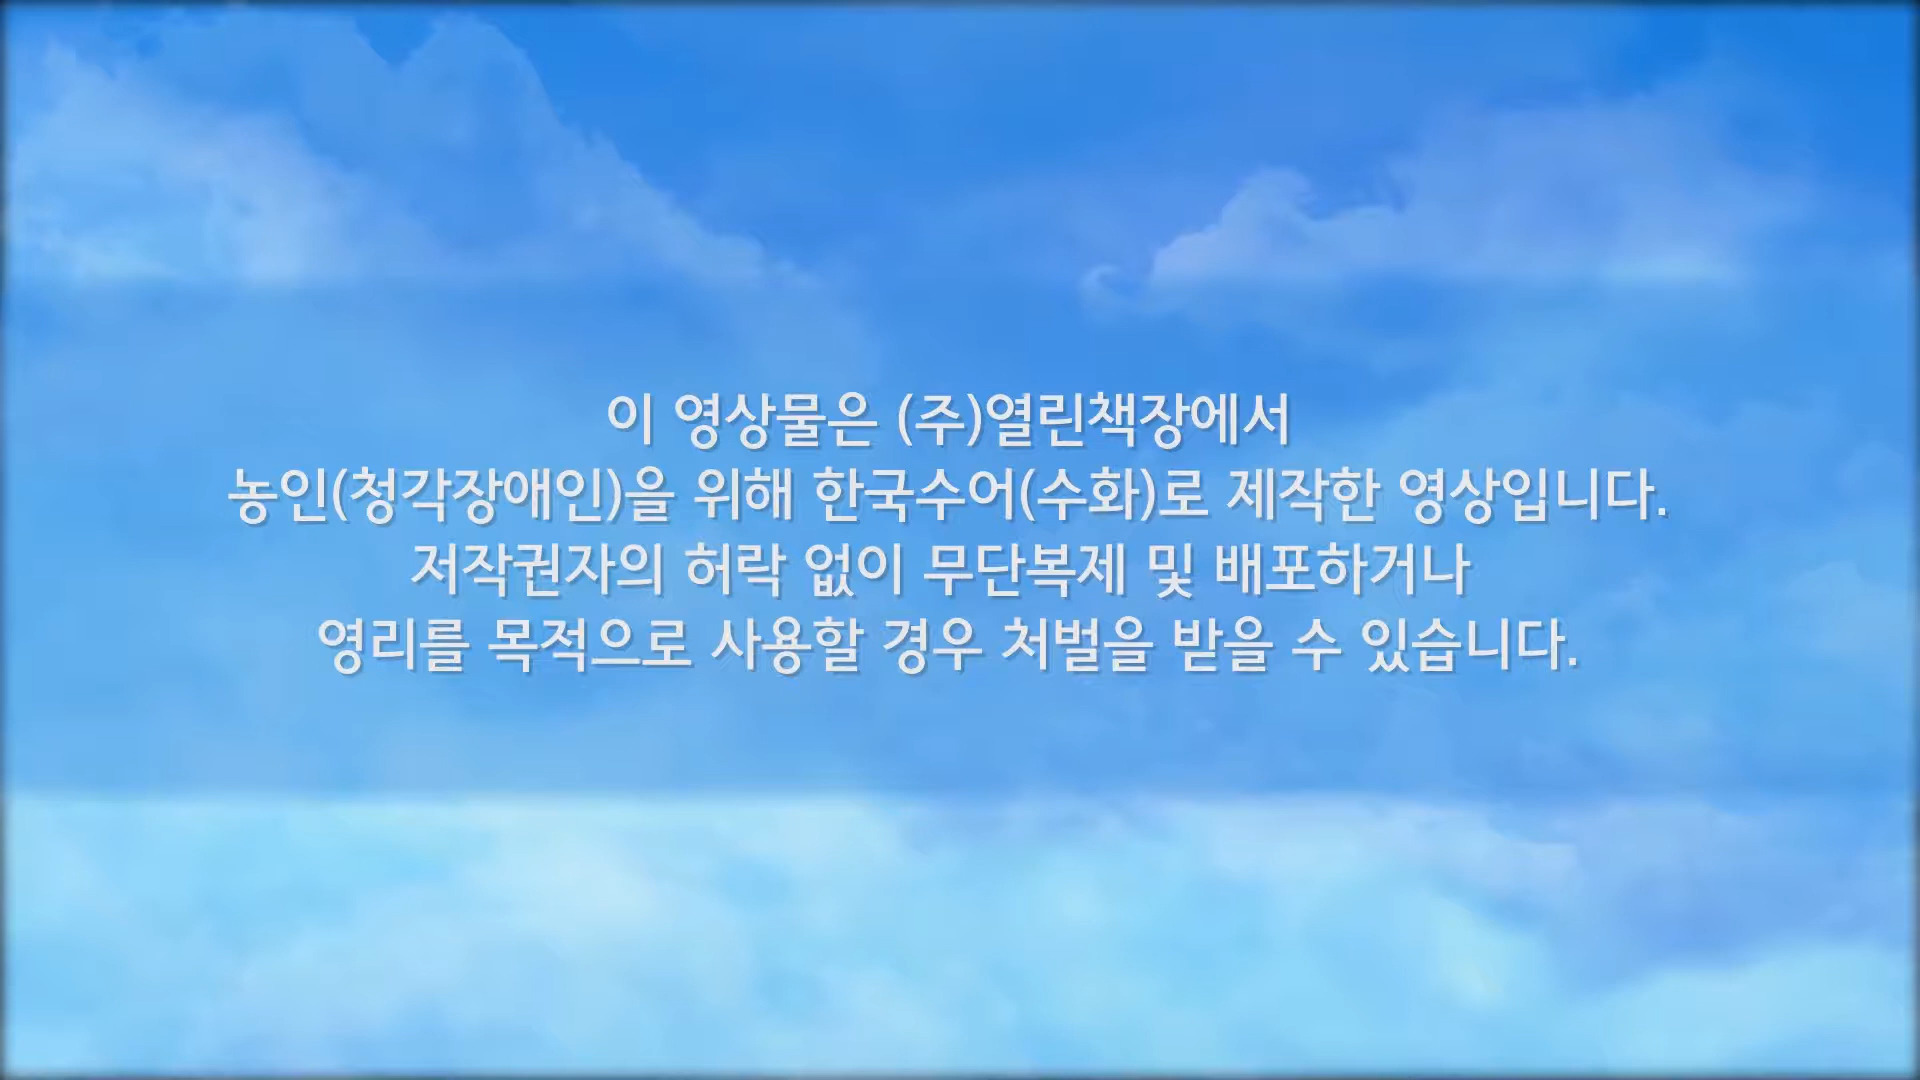 이 영상물은 (주)열린책장에서
농인(청각장애인)을 위해 한국수어(수화)로 제작한 영상입니다.
저작권자의 허락 없이 무단복제 및 배포하거나
영리를 목적으로 사용할 경우 처벌을 받을 수 있습니다.